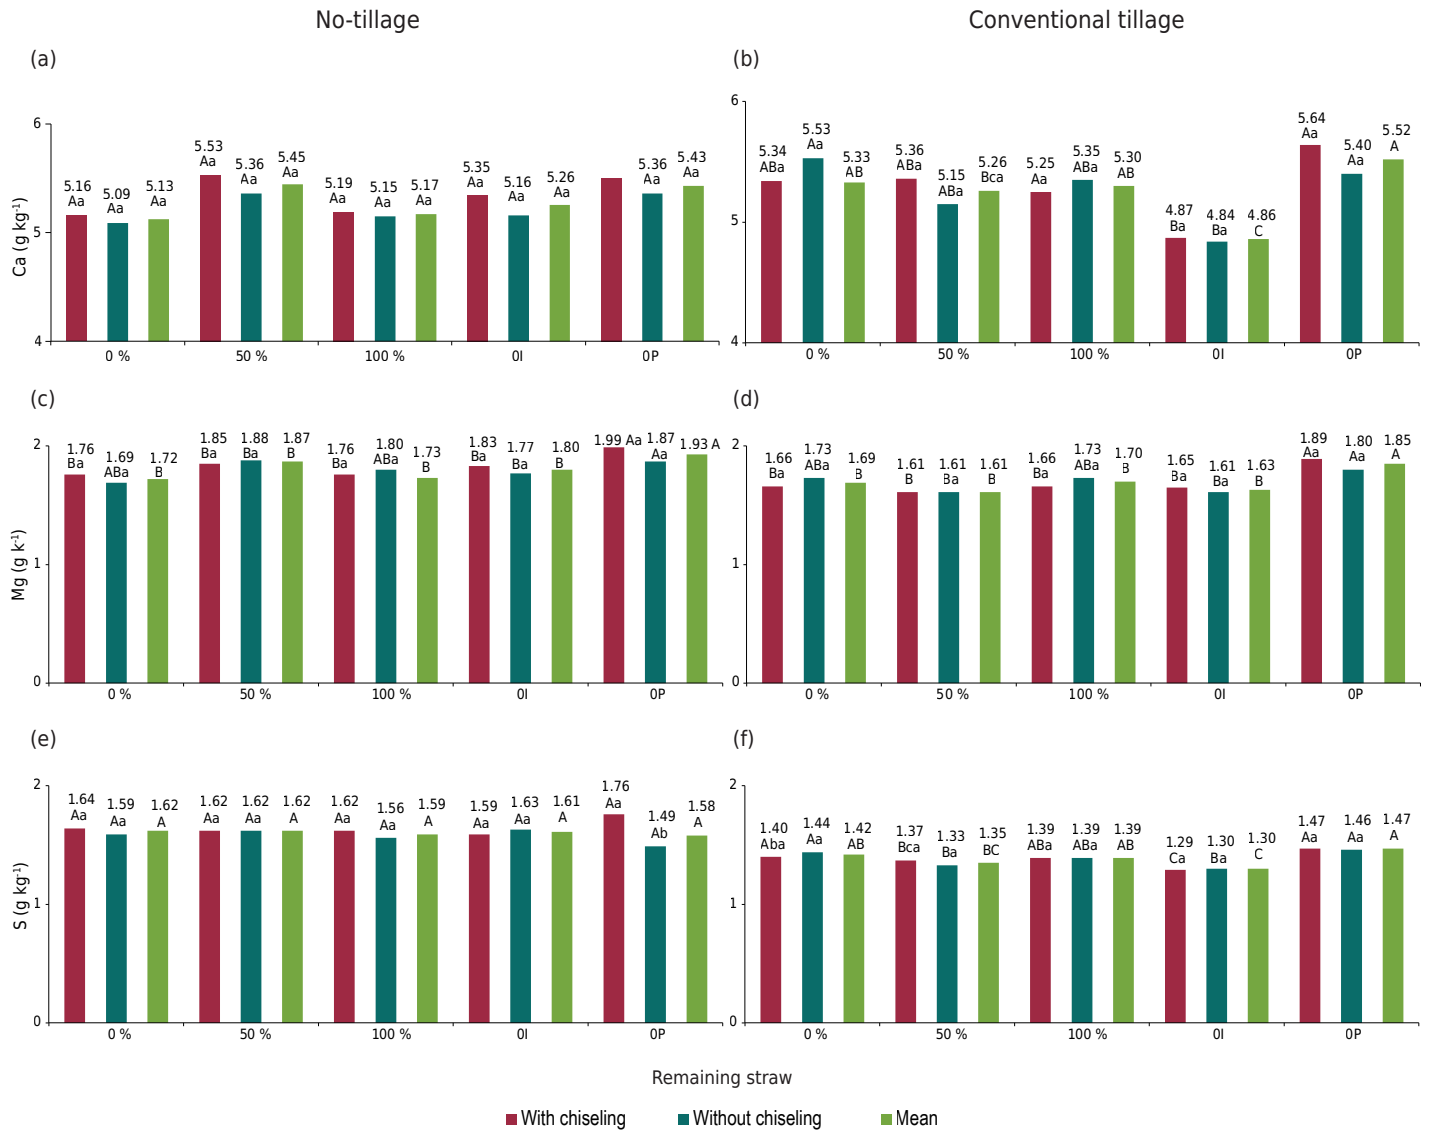 No-tillage
Conventional tillage
(a)
(b)
6
5
4
Ca (g kg⁻¹)
5.16 Aa
5.09 Aa
5.13 Aa
5.53 Aa
5.36 Aa
5.45 Aa
5.19 Aa
5.15 Aa
5.17 Aa
5.35 Aa
5.16 Aa
5.26 Aa
5.36 Aa
5.43 Aa
0 % 50 % 100 % 0I 0P
6
5
4
5.34 ABa
5.53 Aa
5.33 AB
5.36 ABa
5.15 ABa
5.26 Bca
5.25 Aa
5.35 ABa
5.30 AB
4.87 Ba
4.84 Ba
4.86 C
5.64 Aa
5.40 Aa
5.52 A
0 % 50 % 100 % 0I 0P
(c)
(d)
2
1
0
Mg (g k⁻¹)
1.76 Ba
1.69 ABa
1.72 B
1.85 Ba
1.88 Ba
1.87 B
1.76 Ba
1.80 ABa
1.73 B
1.83 Ba
1.77 Ba
1.80 B
1.99 Aa
1.87 Aa
1.93 A
0 % 50 % 100 % 0I 0P
2
1
0
1.66 Ba
1.73 ABa
1.69 B
1.61 B
1.61 Ba
1.61 B
1.66 Ba
1.73 ABa
1.70 B
1.65 Ba
1.61 Ba
1.63 B
1.89 Aa
1.80 Aa
1.85 A
0 % 50 % 100 % 0I 0P
(e)
(f)
2
1
0
S (g kg⁻¹)
1.64 Aa
1.59 Aa
1.62 A
1.62 Aa
1.62 Aa
1.62 A
1.62 Aa
1.56 Aa
1.59 A
1.59 Aa
1.63 Aa
1.61 A
1.76 Aa
1.49 Ab
1.58 A
0 % 50 % 100 % 0I 0P
2
1
0
1.40 Aba
1.44 Aa
1.42 AB
1.37 Bca
1.33 Ba
1.35 BC
1.39 ABa
1.39 ABa
1.39 AB
1.29 Ca
1.30 Ba
1.30 C
1.47 Aa
1.46 Aa
1.47 A
0 % 50 % 100 % 0I 0P
Remaining straw
With chiseling Without chiseling Mean